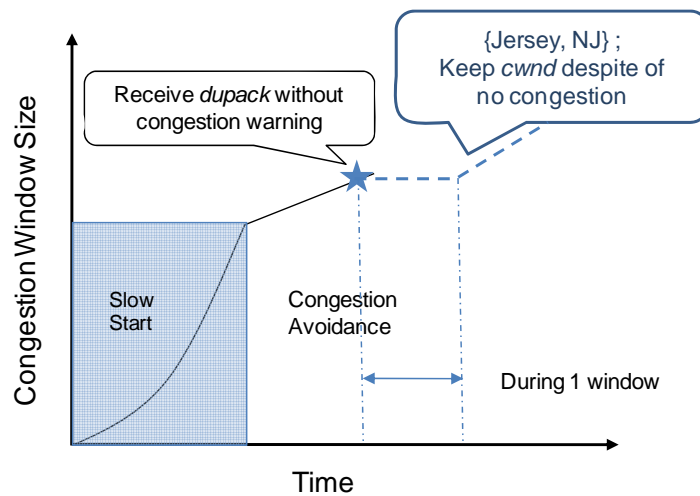 {Jersey, NJ} ;
Keep cwnd despite of
no congestion
Receive dupack without
congestion warning
Congestion Window Size
Slow
Start
Congestion
Avoidance
During 1 window
Time